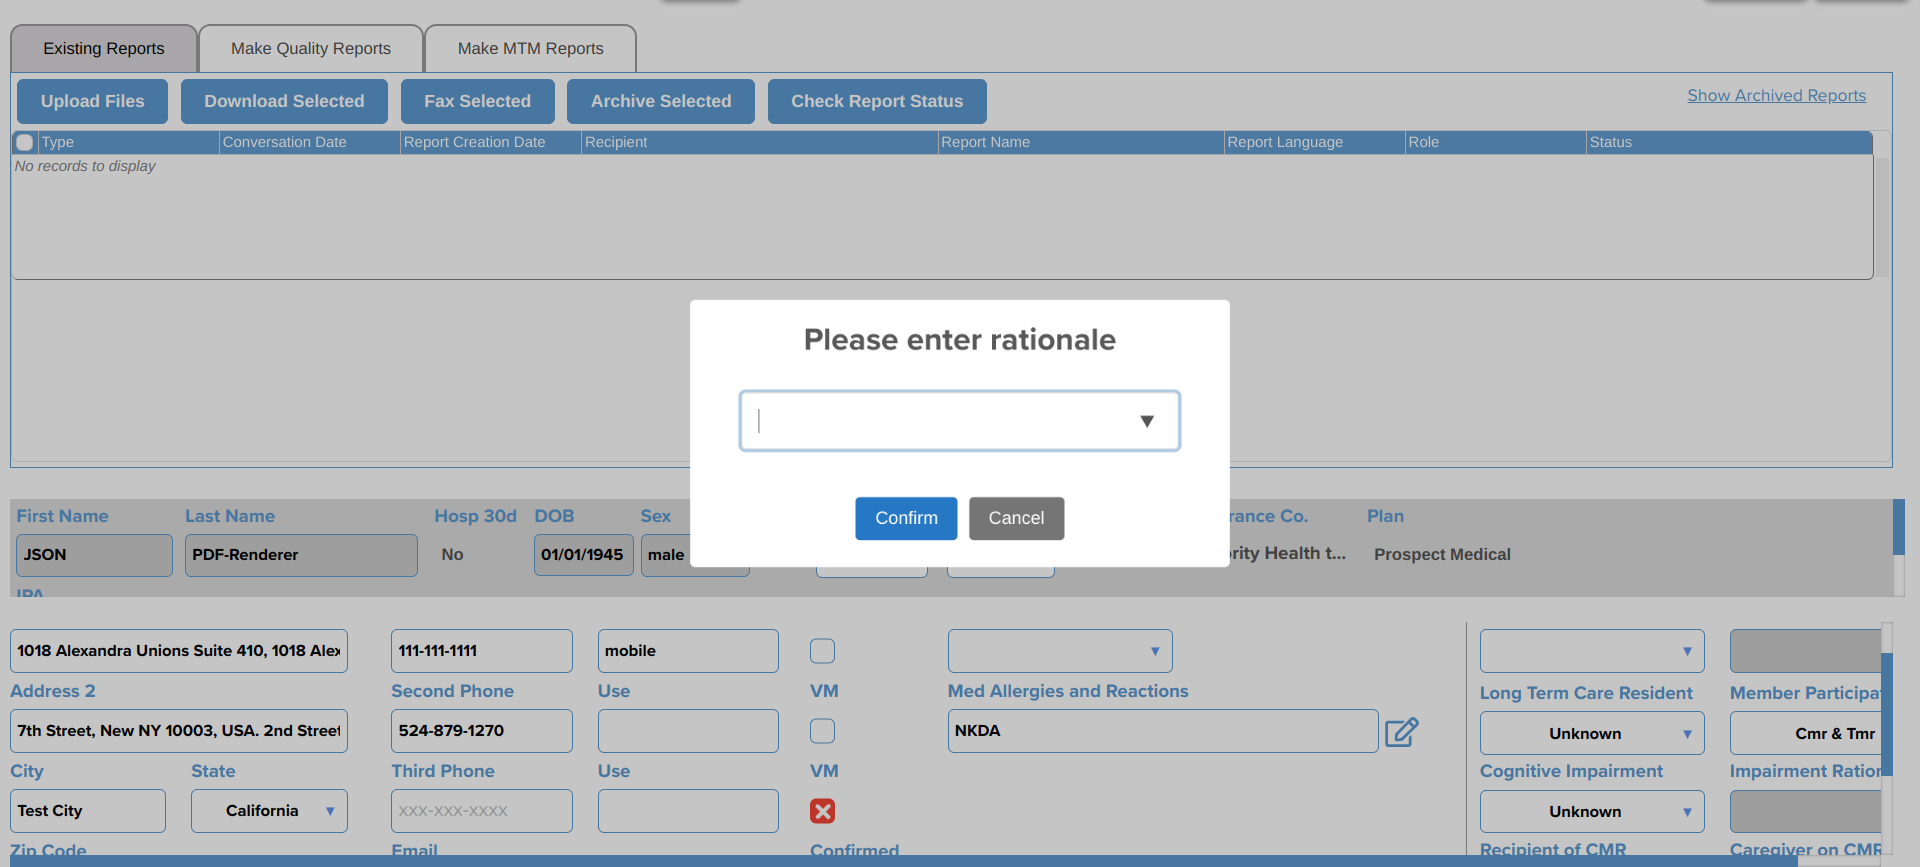 Existing Reports
Make Quality Reports
Make MTM Reports
Upload Files
Download Selected
Fax Selected
Archive Selected
Check Report Status
Show Archived Reports
Type
Conversation Date
Report Creation Date
Recipient
Report Name
Report Language
Role
Status
No records to display
Please enter rationale
Confirm
Cancel
First Name
Last Name
Hosp 30d
DOB
Sex
rance Co.
Plan
JSON
PDF-Renderer
No
01/01/1945
male
rity Health t...
Prospect Medical
IPA
1018 Alexandra Unions Suite 410, 1018 Alex
111-111-1111
mobile
Address 2
Second Phone
Use
VM
Med Allergies and Reactions
Long Term Care Resident
Member Participa
7th Street, New NY 10003, USA. 2nd Street
524-879-1270
NKDA
Unknown
Cmr & Tmr
City
State
Third Phone
Use
VM
Cognitive Impairment
Impairment Ration
Test City
California
xxx-xxx-xxxx
Unknown
Zip Code
Email
Confirmed
Recipient of CMR
Caregiver on CMR